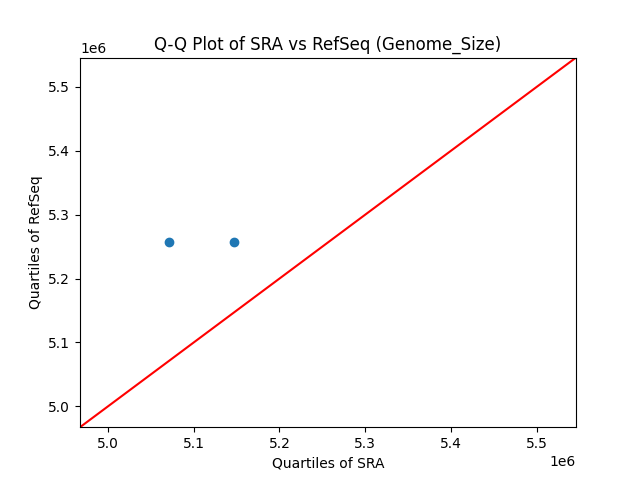 Q-Q Plot of SRA vs RefSeq (Genome_Size)
1e6
5.5
5.4
5.3
5.2
5.1
5.0
Quartiles of RefSeq
5.0 5.1 5.2 5.3 5.4 5.5
Quartiles of SRA
1e6